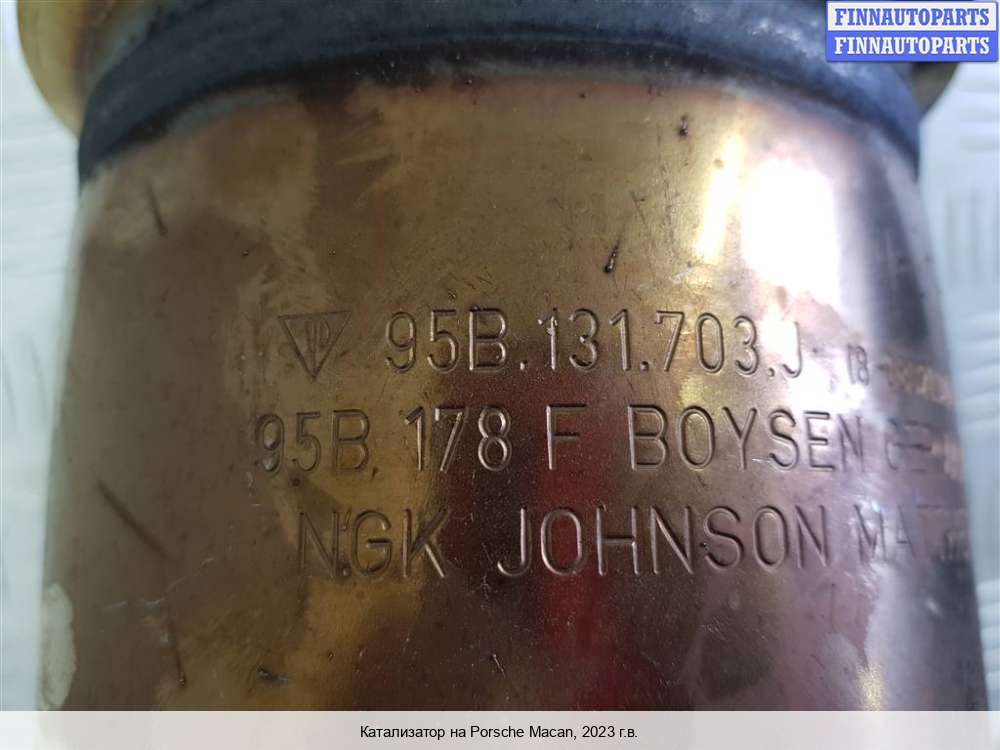 FINNAUTOPARTS
FINNAUTOPARTS
95B.131.703.J 18
95B 178 F BOYSEN
NGK JOHNSON
Катализатор на Porsche Macan, 2023 г.в.